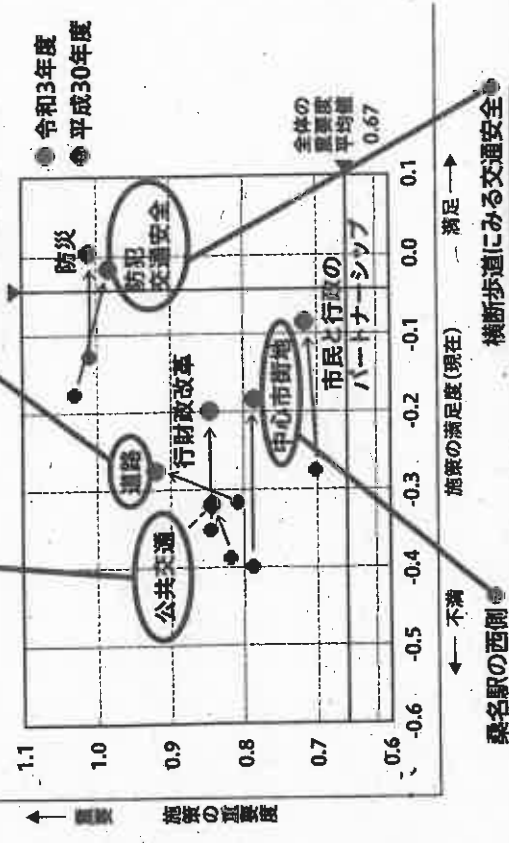 ● 令和3年度
● 平成30年度
↑ 重要
施策の重要度
1.1
1.0
0.9
0.8
0.7
0.6
防災
防犯
交通安全
道路
行財政改革
公共交通
中心市街地
市民と行政の
パートナーシップ
全体の
重要度
平均値
0.67
-0.6
-0.5
-0.4
-0.3
-0.2
-0.1
0.0
0.1
← 不満
施策の満足度(現在)
満足 →
桑名駅の西側
横断歩道にみる交通安全